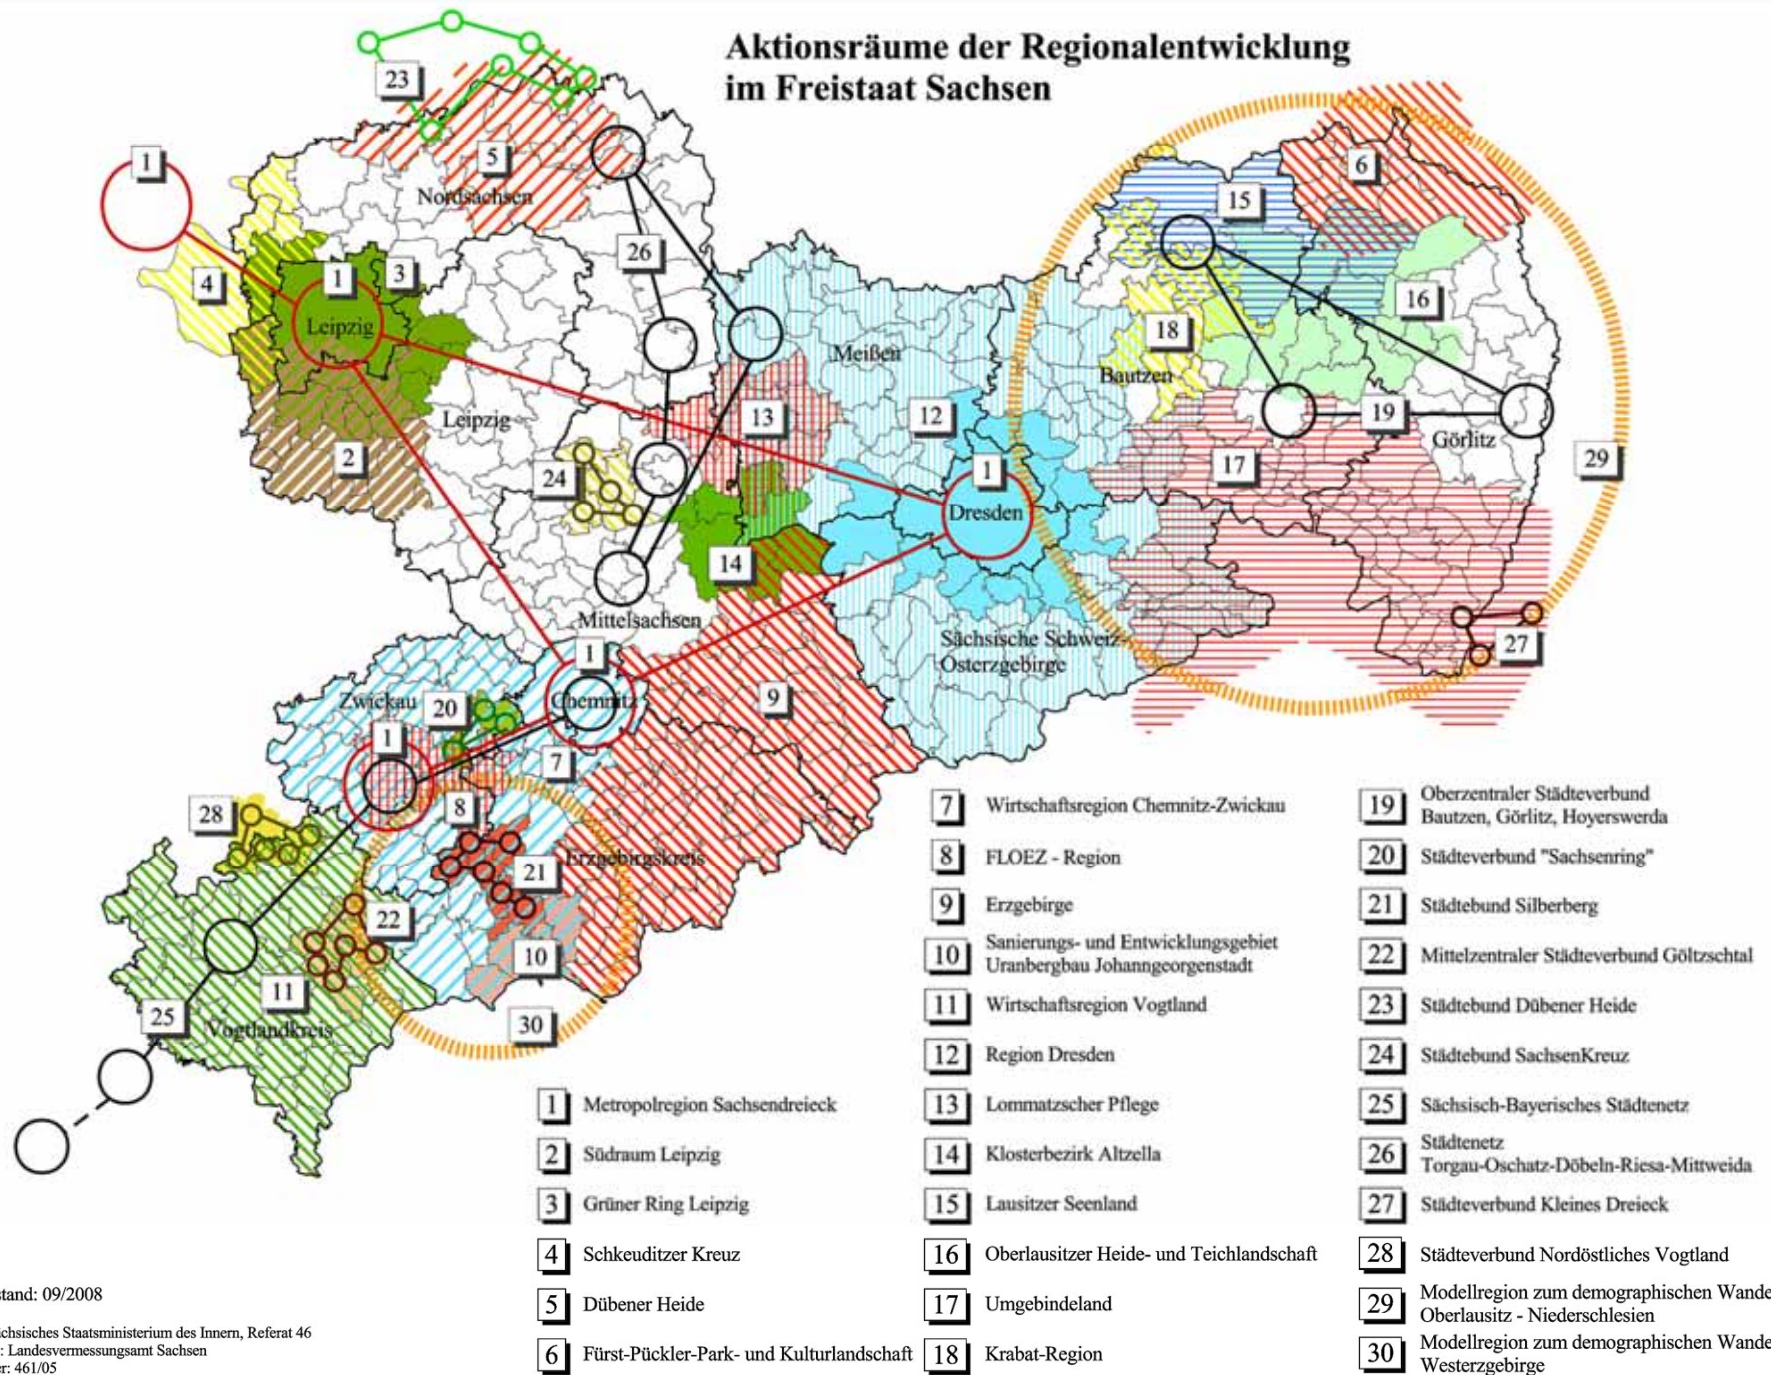 Aktionsräume der Regionalentwicklung
im Freistaat Sachsen
23
1
5
Nordsachsen
6
15
26
4
1
3
16
Leipzig
18
Meißen
Bautzen
Leipzig
13
12
19
Görlitz
2
24
17
29
1
Dresden
14
Mittelsachsen
Sächsische Schweiz-
Osterzgebirge
27
1
Chemnitz
Zwickau
20
9
1
7
28
8
Erzgebirgskreis
21
22
10
11
25
Vogtlandkreis
30
1 Metropolregion Sachsendreieck
2 Südraum Leipzig
3 Grüner Ring Leipzig
4 Schkeuditzer Kreuz
5 Dübener Heide
6 Fürst-Pückler-Park- und Kulturlandschaft
7 Wirtschaftsregion Chemnitz-Zwickau
8 FLOEZ - Region
9 Erzgebirge
10 Sanierungs- und Entwicklungsgebiet
Uranbergbau Johanngeorgenstadt
11 Wirtschaftsregion Vogtland
12 Region Dresden
13 Lommatzscher Pflege
14 Klosterbezirk Altzella
15 Lausitzer Seenland
16 Oberlausitzer Heide- und Teichlandschaft
17 Umgebindeland
18 Krabat-Region
19 Oberzentraler Städteverbund
Bautzen, Görlitz, Hoyerswerda
20 Städteverbund "Sachsenring"
21 Städtebund Silberberg
22 Mittelzentraler Städteverbund Göltzschtal
23 Städtebund Dübener Heide
24 Städtebund SachsenKreuz
25 Sächsisch-Bayerisches Städtenetz
26 Städtenetz
Torgau-Oschatz-Döbeln-Riesa-Mittweida
27 Städteverbund Kleines Dreieck
28 Städteverbund Nordöstliches Vogtland
29 Modellregion zum demographischen Wande
Oberlausitz - Niederschlesien
30 Modellregion zum demographischen Wande
Westerzgebirge
tand: 09/2008
chsisches Staatsministerium des Innern, Referat 46
: Landesvermessungsamt Sachsen
er: 461/05